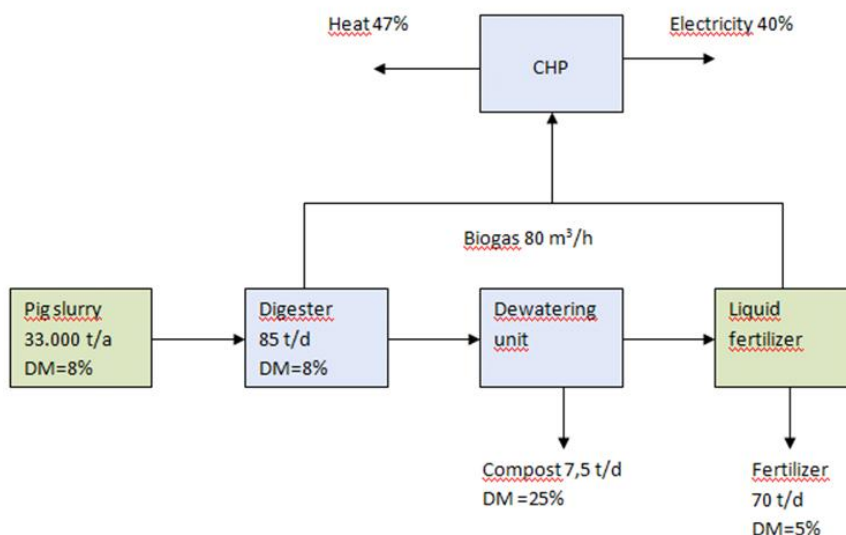 Heat 47%
Electricity 40%
CHP
Biogas 80 m³/h
Pig slurry
33.000 t/a
DM=8%
Digester
85 t/d
DM=8%
Dewatering
unit
Liquid
fertilizer
Compost 7,5 t/d
DM =25%
Fertilizer
70 t/d
DM=5%